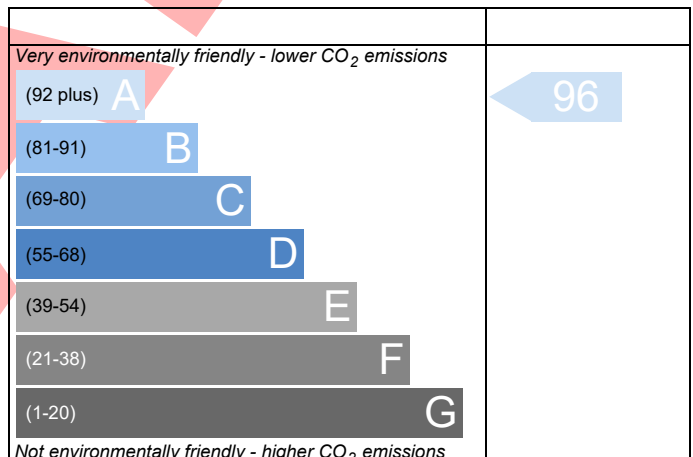 Very environmentally friendly - lower CO2 emissions
(92 plus) A 96
(81-91) B
(69-80) C
(55-68) D
(39-54) E
(21-38) F
(1-20) G
Not environmentally friendly - higher CO2 emissions